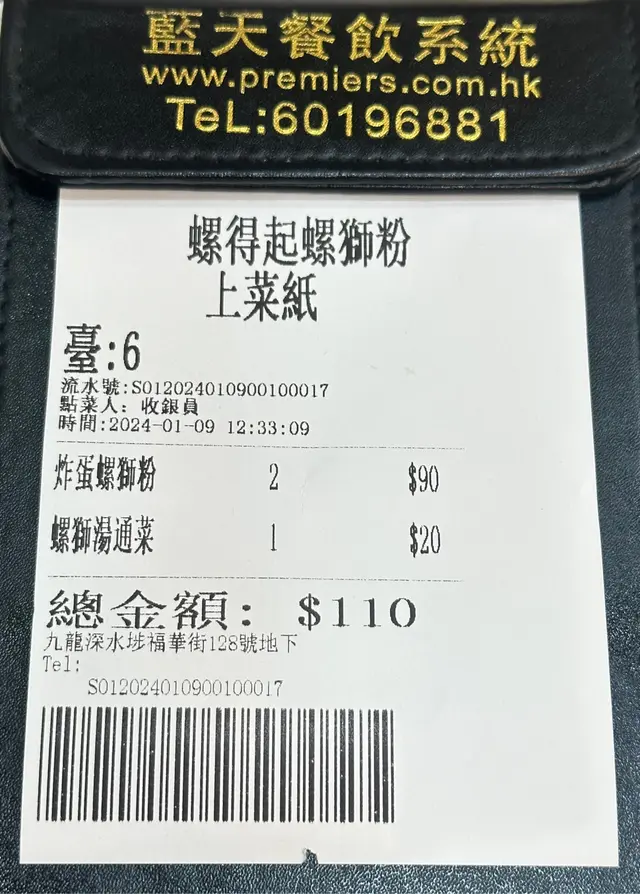 藍天餐飲系統
www.premiers.com.hk
TeL:60196881
螺得起螺獅粉
上菜紙
臺:6
流水號:S012024010900100017
點菜人: 收銀員
時間:2024-01-09 12:33:09
炸蛋螺獅粉 2 $90
螺獅湯通菜 1 $20
總金額: $110
九龍深水埗福華街128號地下
Tel:
S012024010900100017